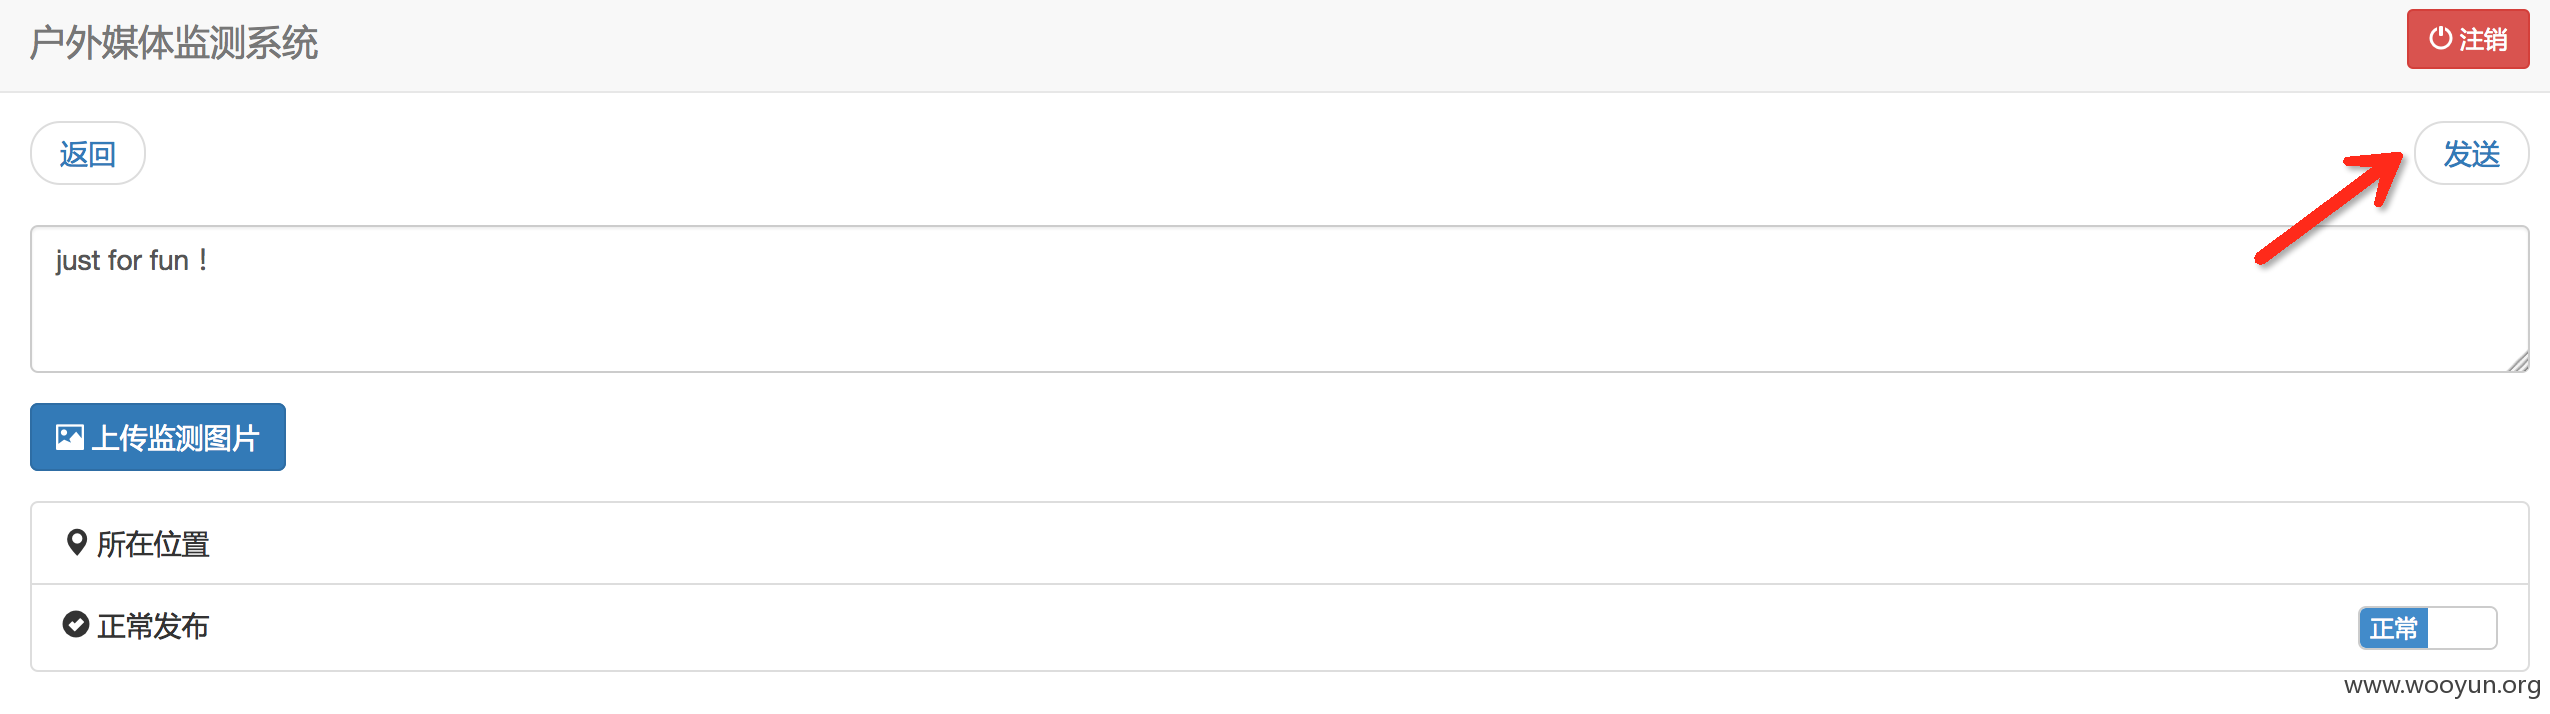 户外媒体监测系统
注销
返回
发送
just for fun！
上传监测图片
所在位置
正常发布
正常
www.wooyun.org